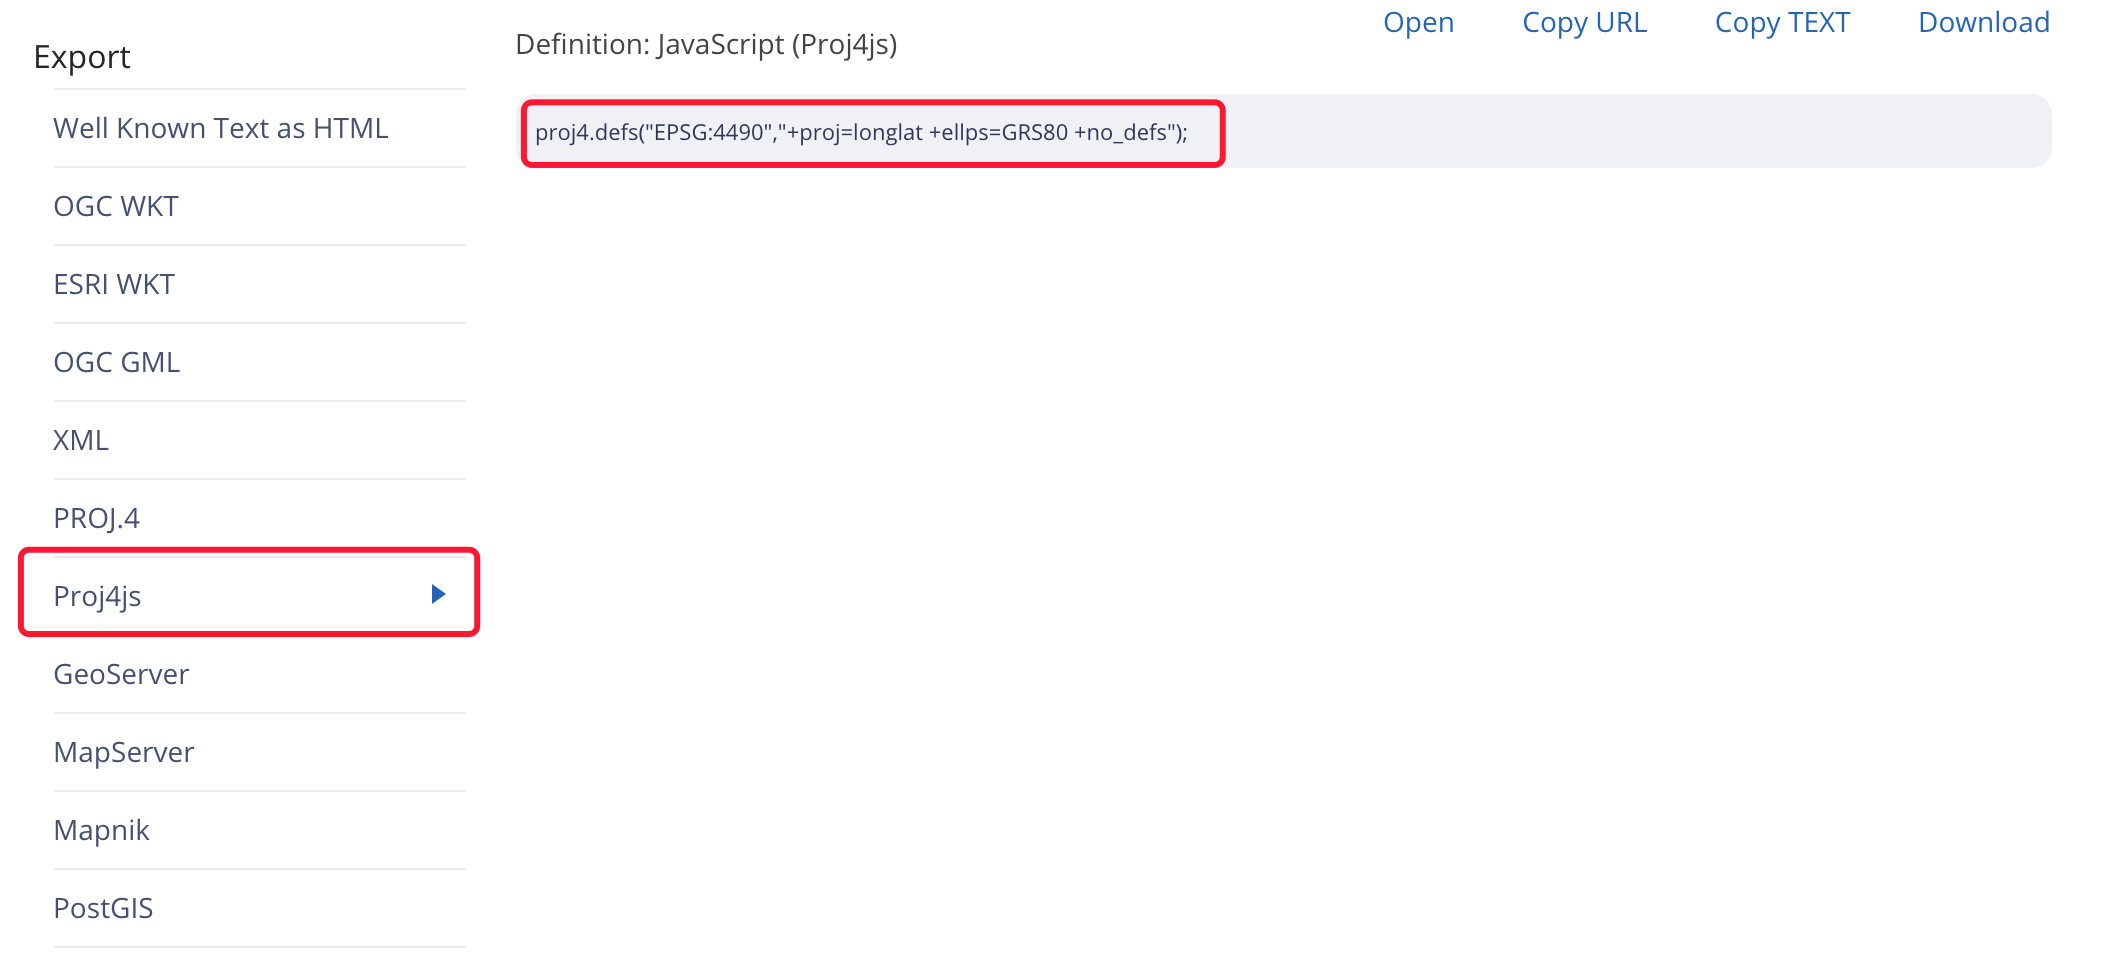 Export
Well Known Text as HTML
OGC WKT
ESRI WKT
OGC GML
XML
PROJ.4
Proj4js
GeoServer
MapServer
Mapnik
PostGIS
Definition: JavaScript (Proj4js)
Open Copy URL Copy TEXT Download
proj4.defs("EPSG:4490","+proj=longlat +ellps=GRS80 +no_defs");